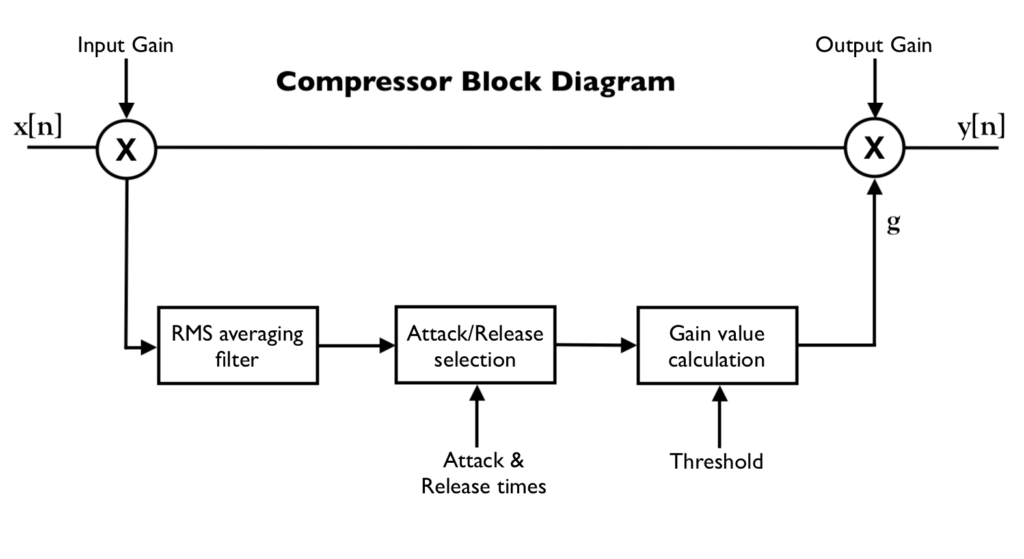 Input Gain
Output Gain
Compressor Block Diagram
x[n]
y[n]
X
X
g
RMS averaging
filter
Attack/Release
selection
Gain value
calculation
Attack &
Release times
Threshold